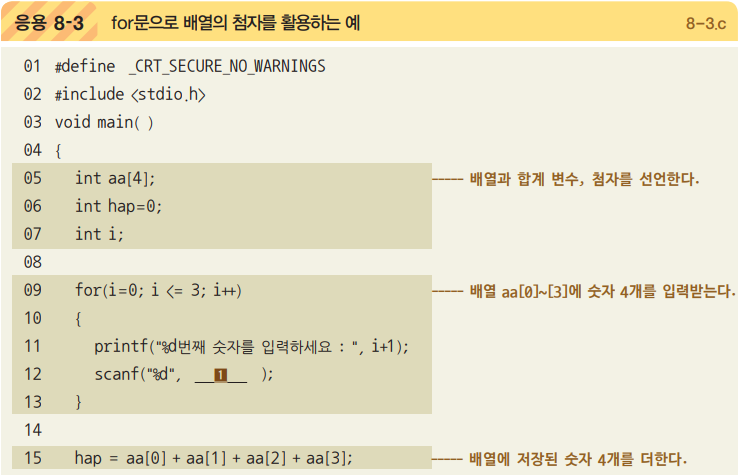 응용 8-3 for문으로 배열의 첨자를 활용하는 예 8-3.c
01 #define _CRT_SECURE_NO_WARNINGS
02 #include <stdio.h>
03 void main( )
04 {
05 int aa[4]; ----- 배열과 합계 변수, 첨자를 선언한다.
06 int hap=0;
07 int i;
08
09 for(i=0; i <= 3; i++) ----- 배열 aa[0]~[3]에 숫자 4개를 입력받는다.
10 {
11 printf("%d번째 숫자를 입력하세요 : ", i+1);
12 scanf("%d", __1__ );
13 }
14
15 hap = aa[0] + aa[1] + aa[2] + aa[3]; ----- 배열에 저장된 숫자 4개를 더한다.